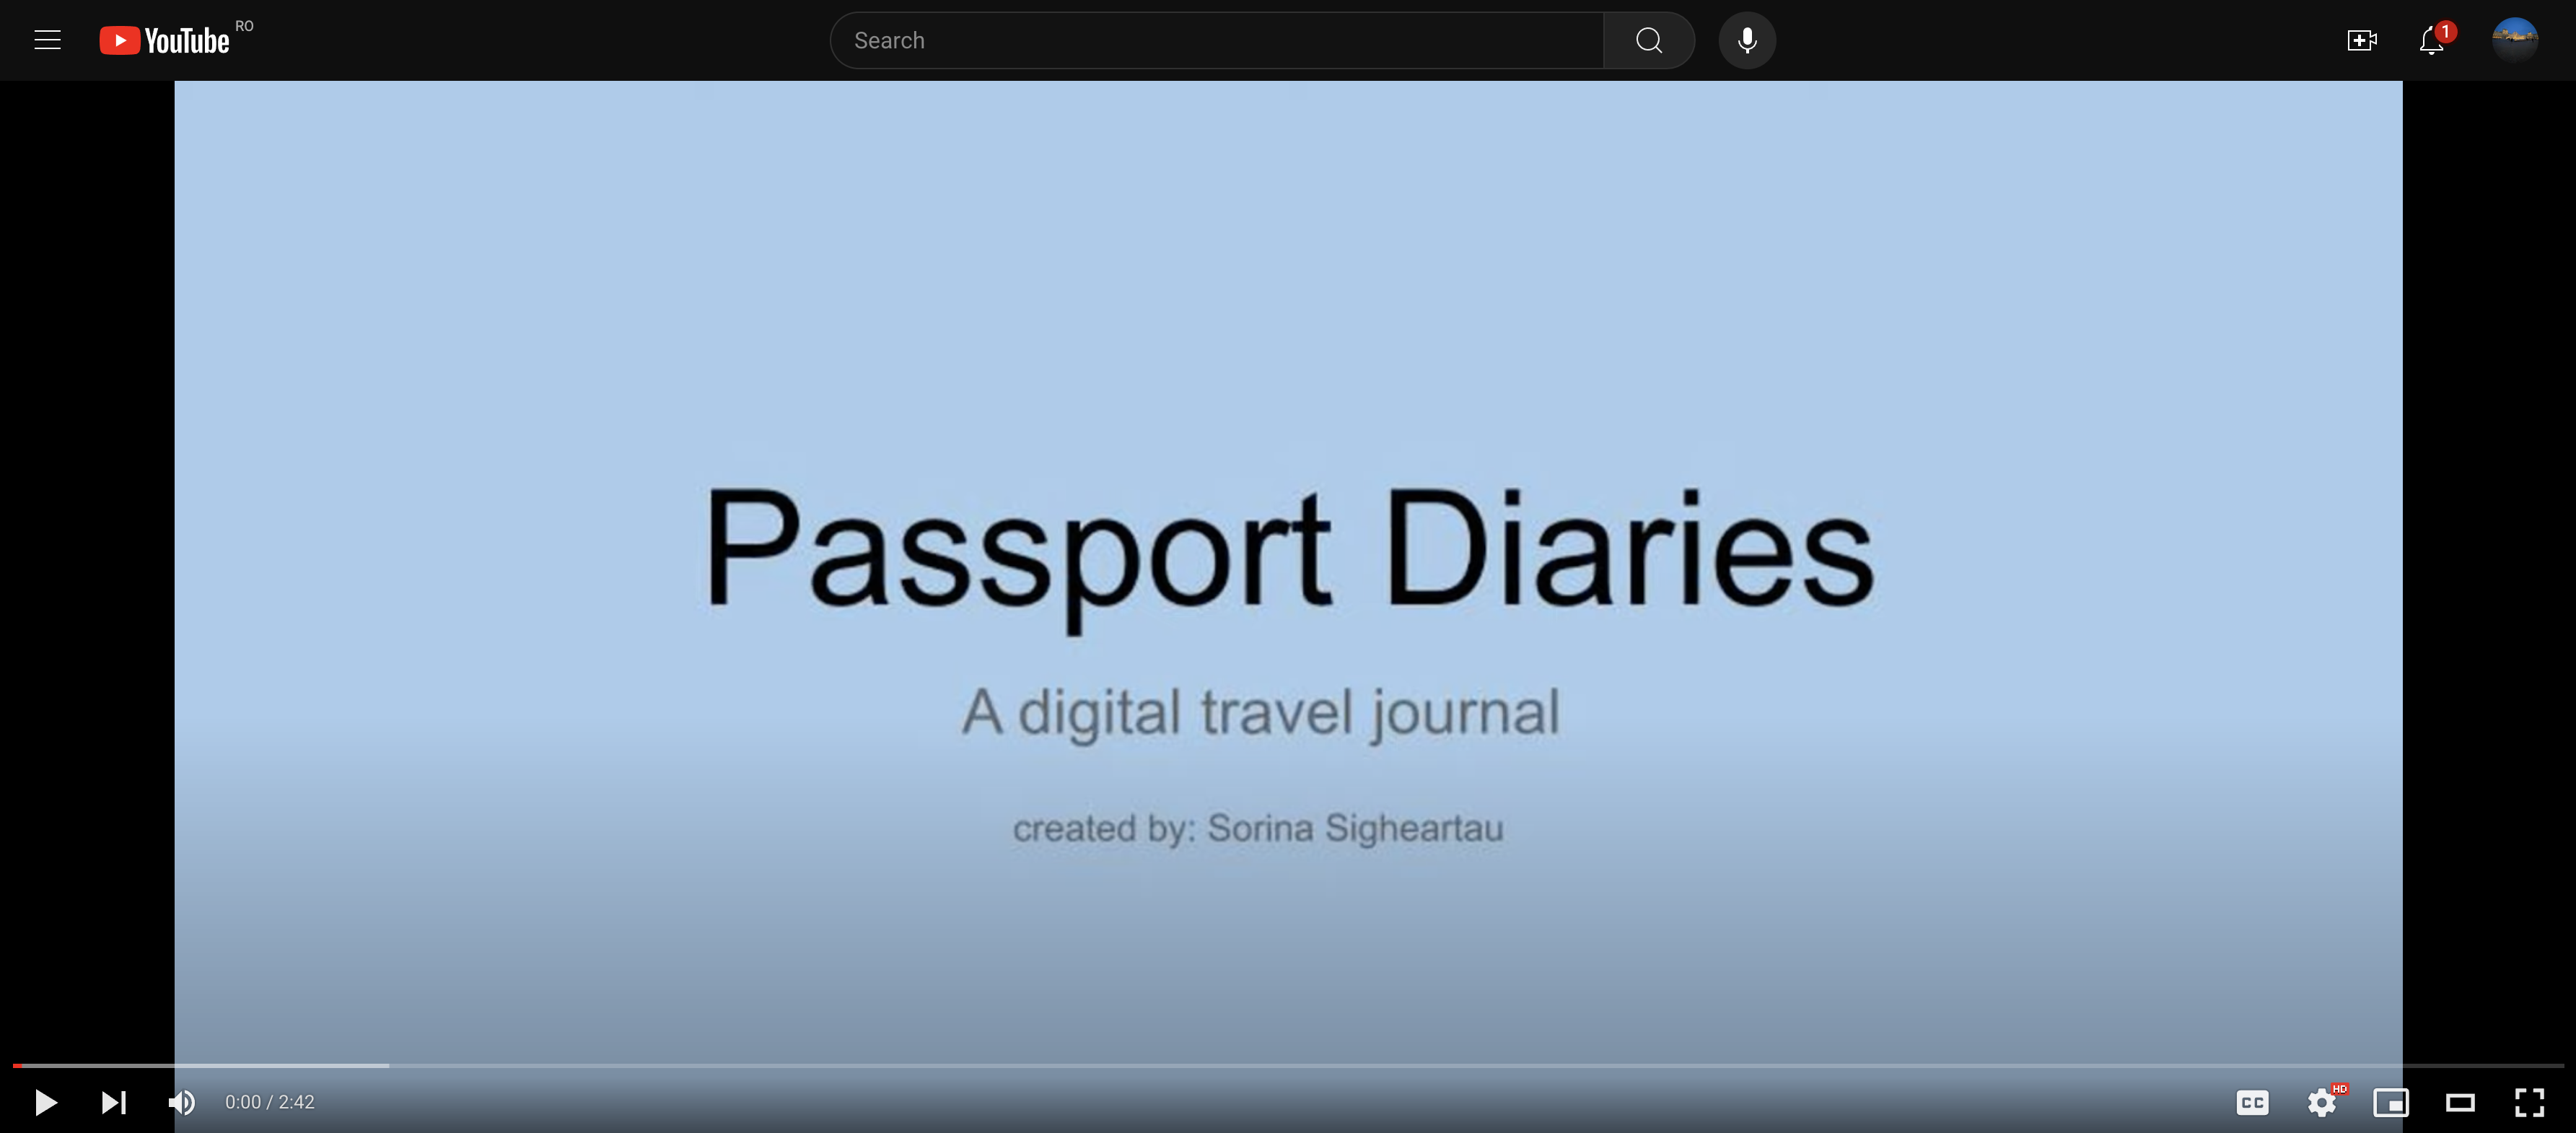 YouTube RO
Search
1
Passport Diaries
A digital travel journal
created by: Sorina Sigheartau
0:00 / 2:42
CC
HD